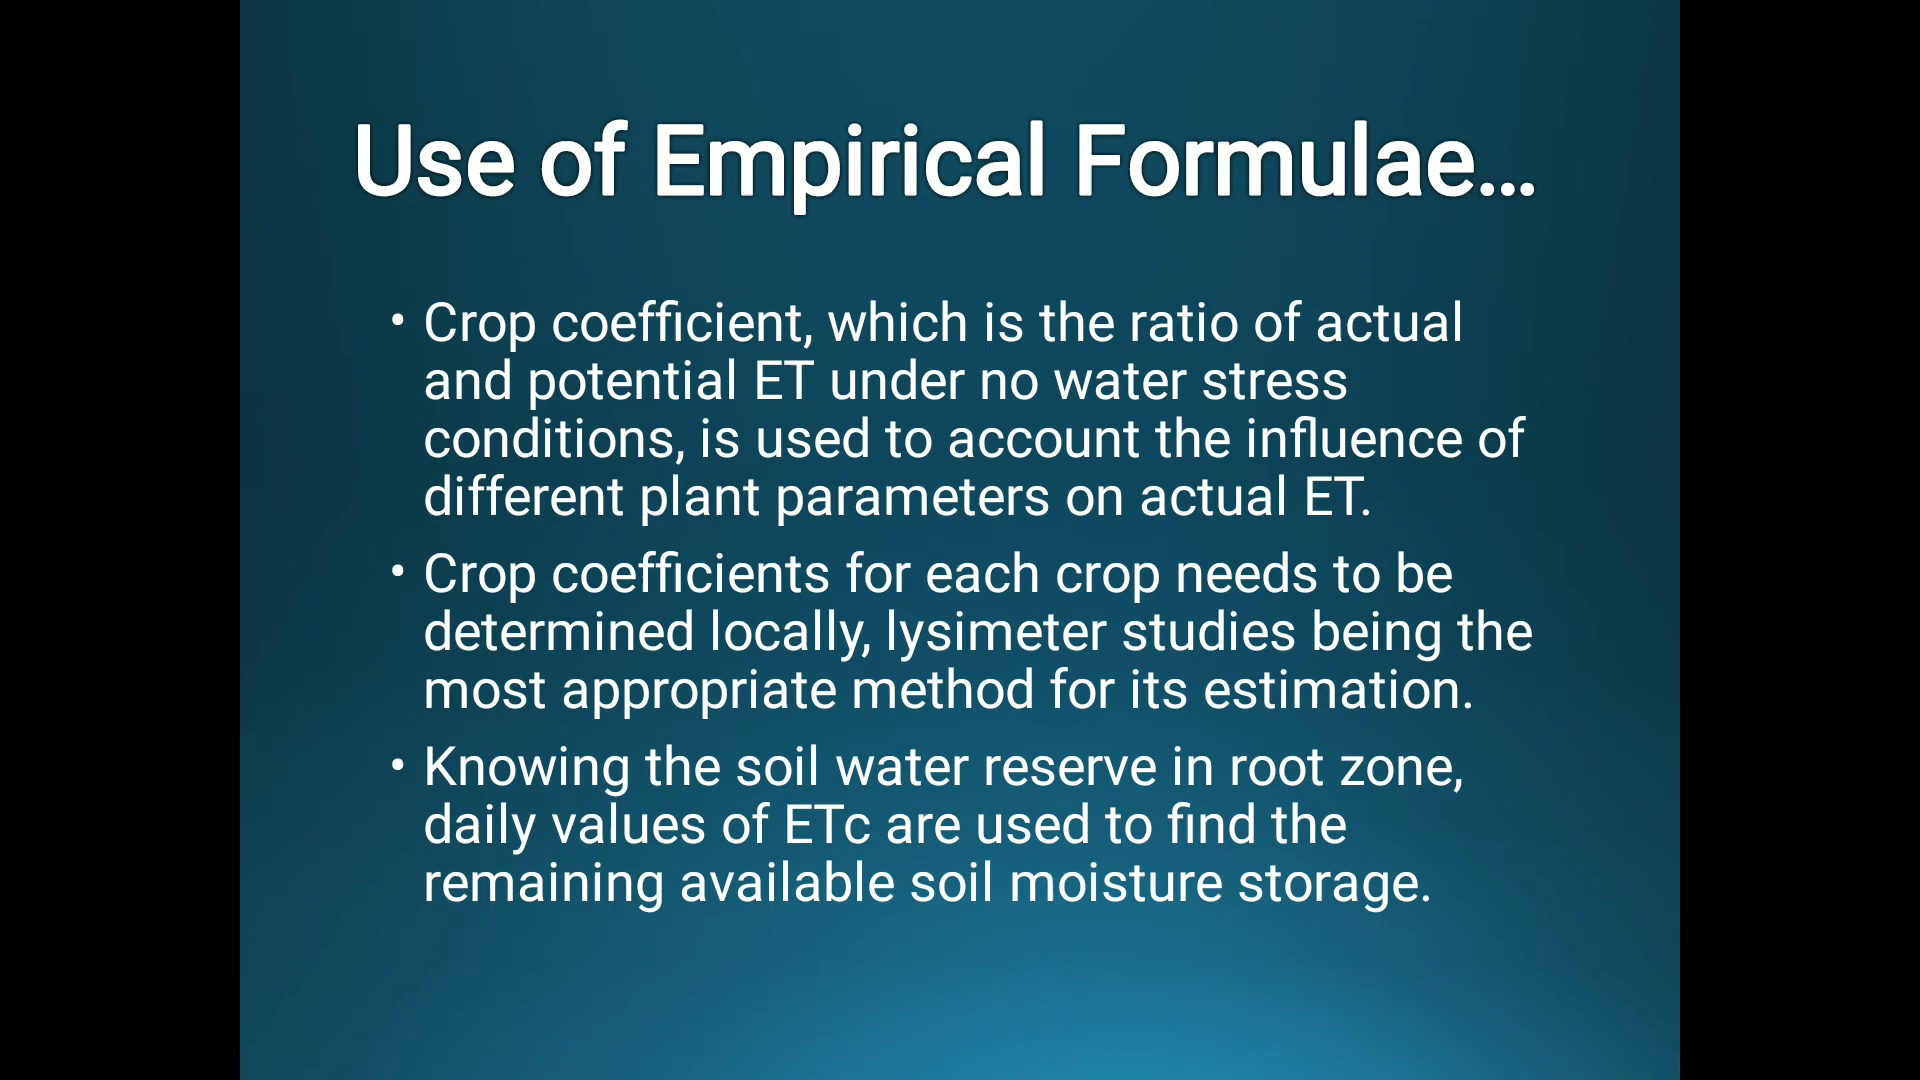 Use of Empirical Formulae...
• Crop coefficient, which is the ratio of actual
and potential ET under no water stress
conditions, is used to account the influence of
different plant parameters on actual ET.
• Crop coefficients for each crop needs to be
determined locally, lysimeter studies being the
most appropriate method for its estimation.
• Knowing the soil water reserve in root zone,
daily values of ETc are used to find the
remaining available soil moisture storage.